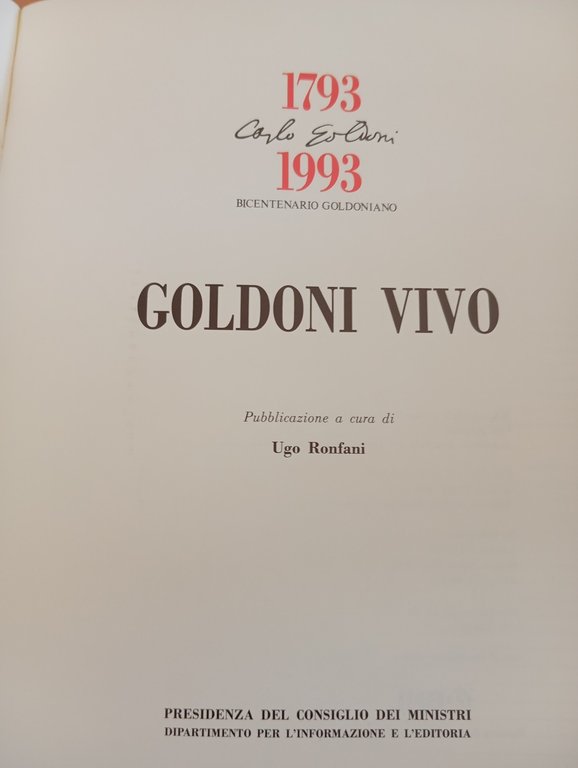 1793
Carlo Goldoni
1993
BICENTENARIO GOLDONIANO
GOLDONI VIVO
Pubblicazione a cura di
Ugo Ronfani
PRESIDENZA DEL CONSIGLIO DEI MINISTRI
DIPARTIMENTO PER L'INFORMAZIONE E L'EDITORIA